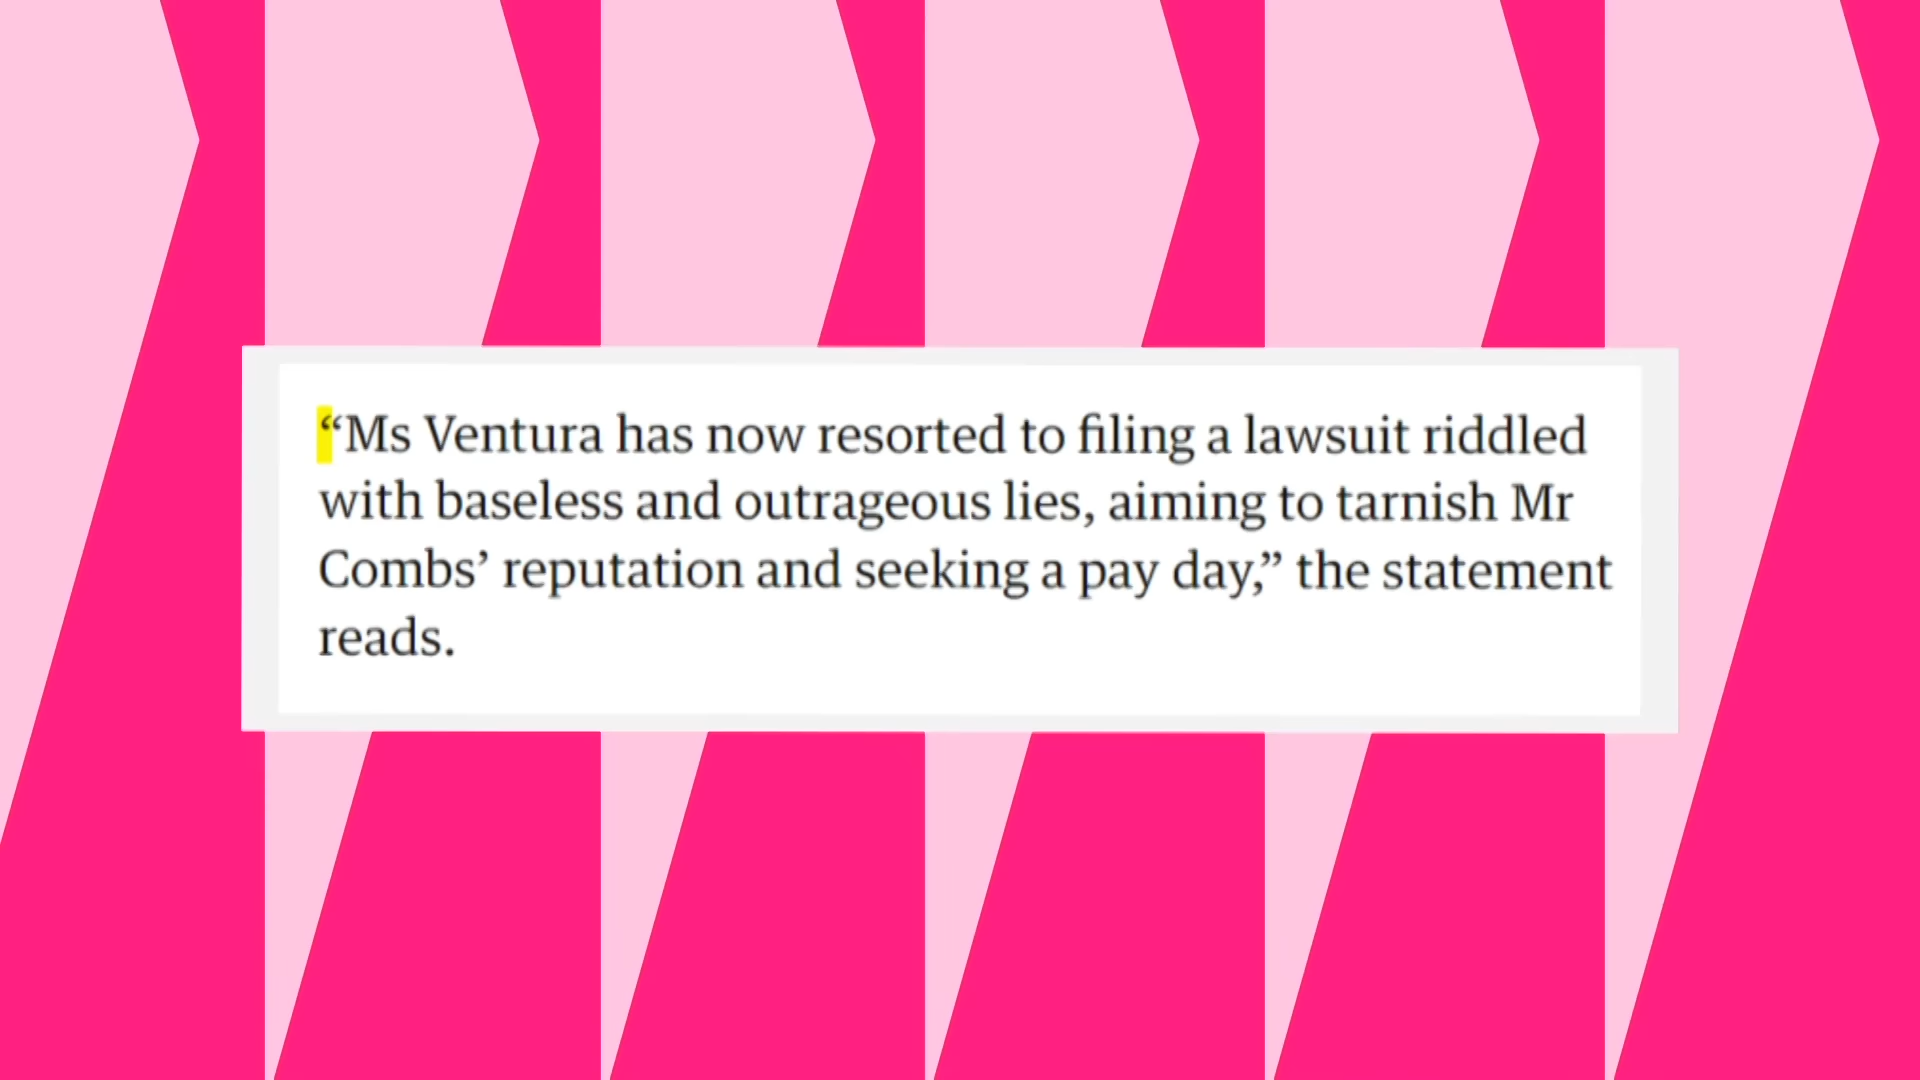 “Ms Ventura has now resorted to filing a lawsuit riddled
with baseless and outrageous lies, aiming to tarnish Mr
Combs’ reputation and seeking a pay day,” the statement
reads.